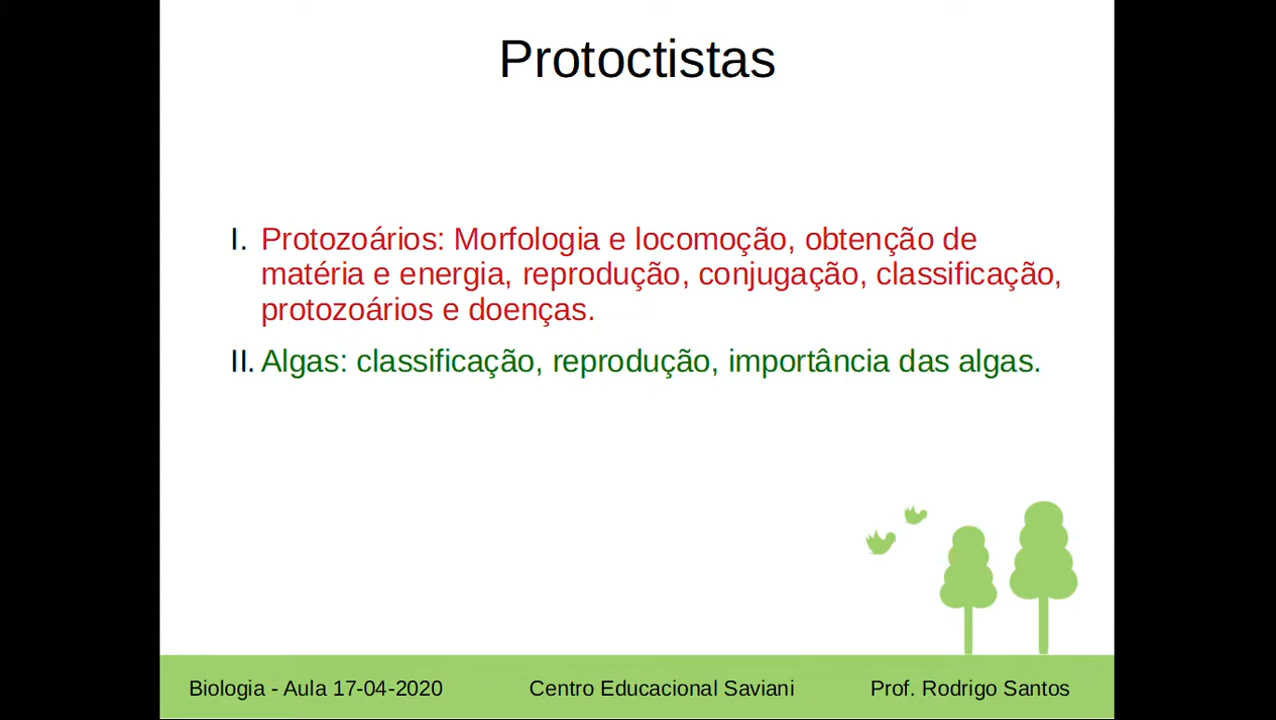 Protoctistas
I. Protozoários: Morfologia e locomoção, obtenção de
matéria e energia, reprodução, conjugação, classificação,
protozoários e doenças.
II. Algas: classificação, reprodução, importância das algas.
Biologia - Aula 17-04-2020 Centro Educacional Saviani Prof. Rodrigo Santos